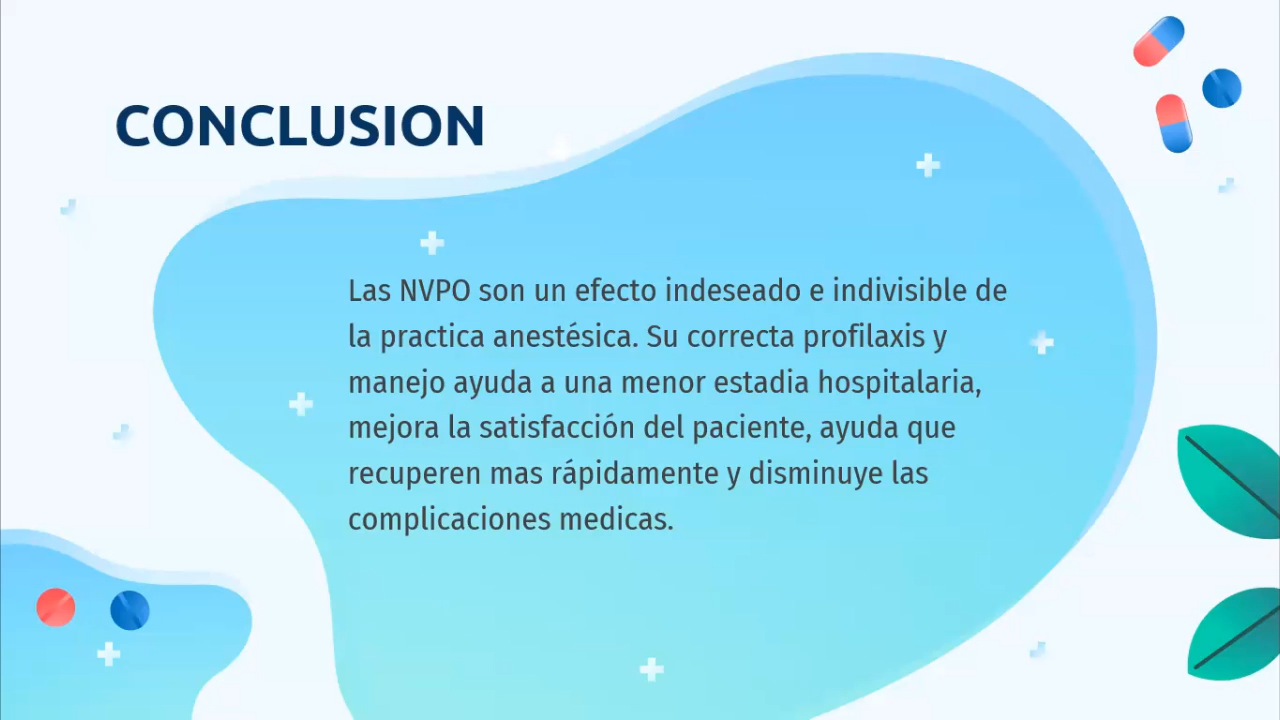 CONCLUSION
Las NVPO son un efecto indeseado e indivisible de
la practica anestésica. Su correcta profilaxis y
manejo ayuda a una menor estadia hospitalaria,
mejora la satisfacción del paciente, ayuda que
recuperen mas rápidamente y disminuye las
complicaciones medicas.